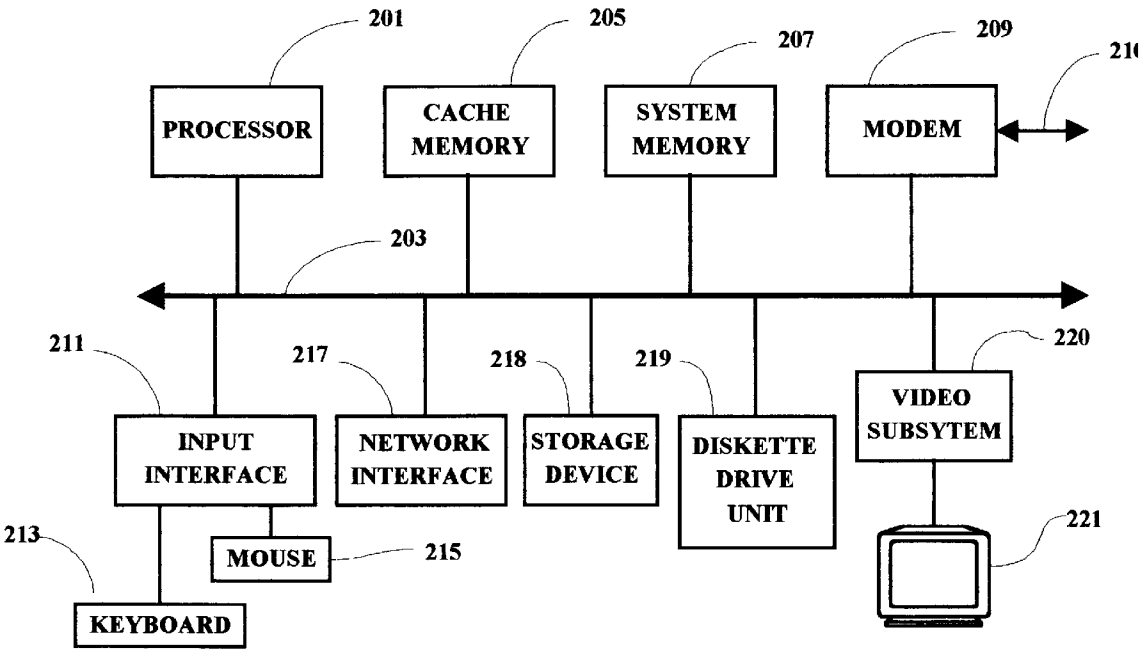 201
205
207
209
210
PROCESSOR
CACHE
MEMORY
SYSTEM
MEMORY
MODEM
203
211
217
218
219
220
INPUT
INTERFACE
NETWORK
INTERFACE
STORAGE
DEVICE
DISKETTE
DRIVE
UNIT
VIDEO
SUBSYTEM
213
MOUSE
215
221
KEYBOARD